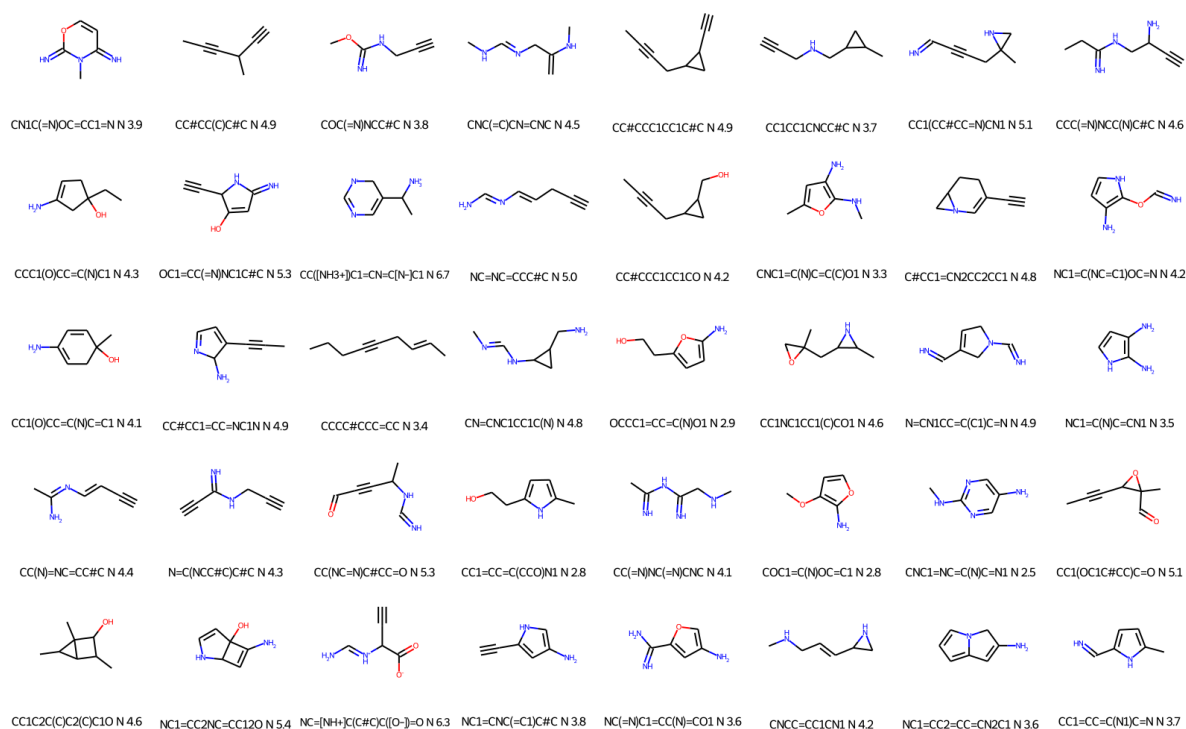 CN1C(=N)OC=CC1=N N 3.9
CC#CC(C)C#C N 4.9
COC(=N)NCC#C N 3.8
CNC(=C)CN=CNC N 4.5
CC#CCC1CC1C#C N 4.9
CC1CC1CNCC#C N 3.7
CC1(CC#CC=N)CN1 N 5.1
CCC(=N)NCC(N)C#C N 4.6
CCC1(O)CC=C(N)C1 N 4.3
OC1=CC(=N)NC1C#C N 5.3
CC([NH3+])C1=CN=C[N-]C1 N 6.7
NC=NC=CCC#C N 5.0
CC#CCC1CC1CO N 4.2
CNC1=C(N)C=C(C)O1 N 3.3
C#CC1=CN2CC2CC1 N 4.8
NC1=C(NC=C1)OC=N N 4.2
CC1(O)CC=C(N)C=C1 N 4.1
CC#CC1=CC=NC1N N 4.9
CCCC#CCC=CC N 3.4
CN=CNC1CC1C(N) N 4.8
OCCC1=CC=C(N)O1 N 2.9
CC1NC1CC1(C)CO1 N 4.6
N=CN1CC=C(C1)C=N N 4.9
NC1=C(N)C=CN1 N 3.5
CC(N)=NC=CC#C N 4.4
N=C(NCC#C)C#C N 4.3
CC(NC=N)C#CC=O N 5.3
CC1=CC=C(CCO)N1 N 2.8
CC(=N)NC(=N)CNC N 4.1
COC1=C(N)OC=C1 N 2.8
CNC1=NC=C(N)C=N1 N 2.5
CC1(OC1C#CC)C=O N 5.1
CC1C2C(C)C2(C)C1O N 4.6
NC1=CC2NC=CC12O N 5.4
NC=[NH+]C(C#C)C([O-])=O N 6.3
NC1=CNC(=C1)C#C N 3.8
NC(=N)C1=CC(N)=CO1 N 3.6
CNCC=CC1CN1 N 4.2
NC1=CC2=CC=CN2C1 N 3.6
CC1=CC=C(N1)C=N N 3.7